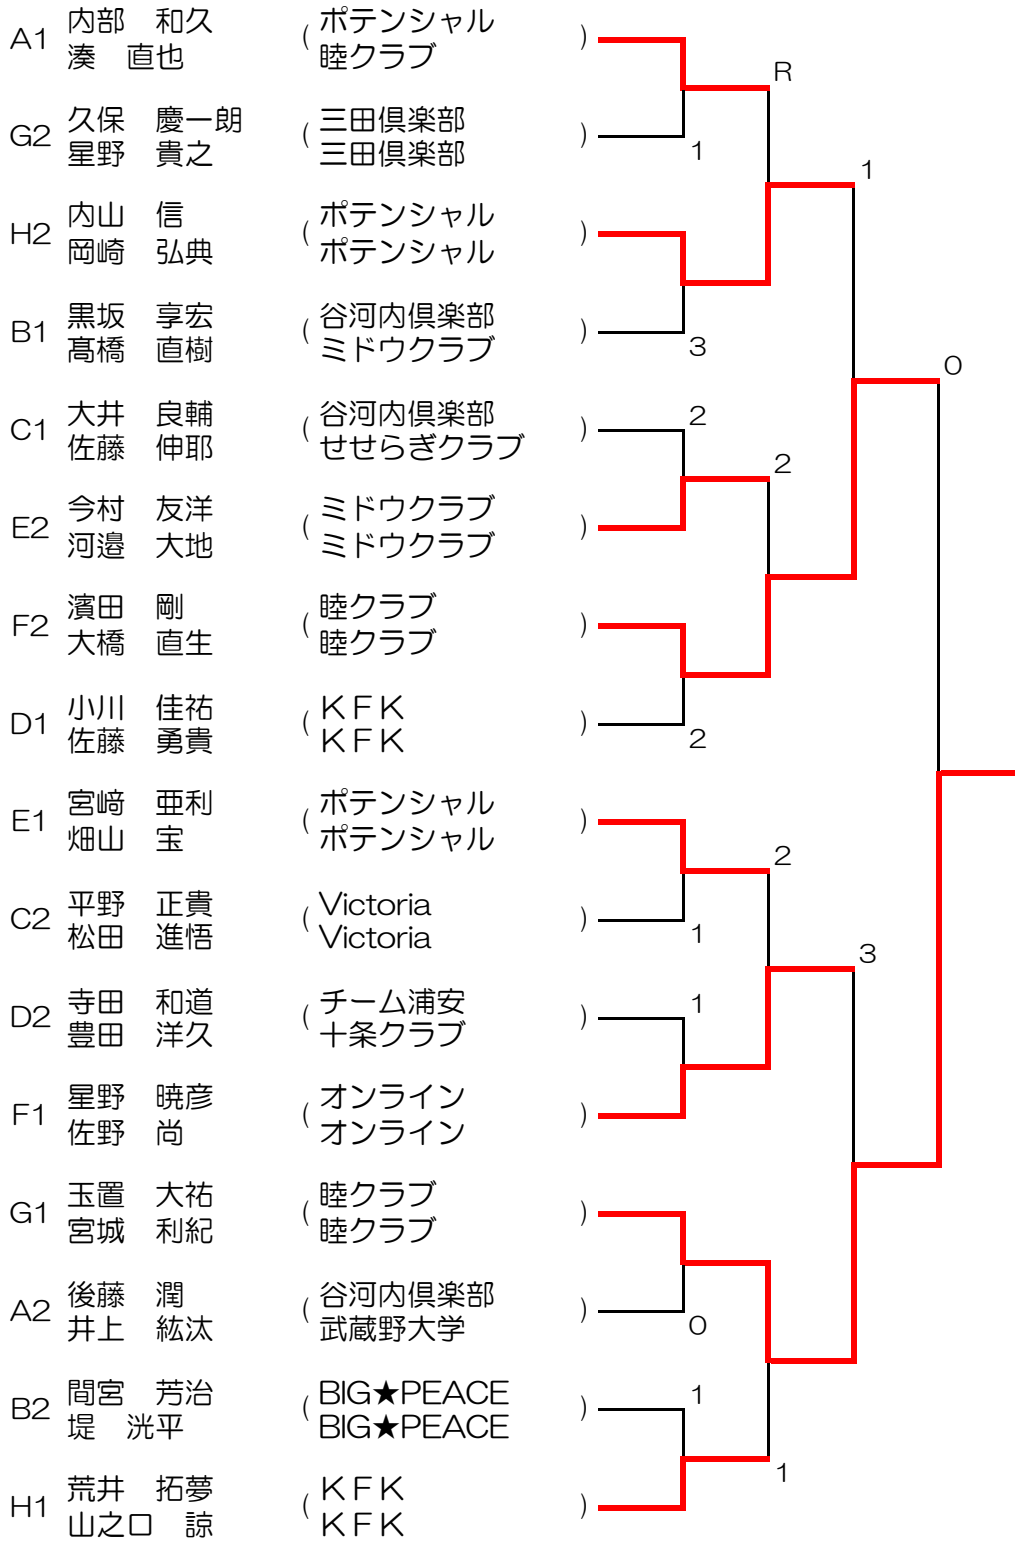 A1 内部　和久 ( ポテンシャル )
湊　直也 睦クラブ
R
G2 久保　慶一朗 ( 三田倶楽部 )
星野　貴之 三田倶楽部
1
1
H2 内山　信 ( ポテンシャル )
岡崎　弘典 ポテンシャル
B1 黒坂　享宏 ( 谷河内倶楽部 )
髙橋　直樹 ミドウクラブ
3
0
C1 大井　良輔 ( 谷河内倶楽部 ) 2
佐藤　伸耶 せせらぎクラブ
2
E2 今村　友洋 ( ミドウクラブ )
河邉　大地 ミドウクラブ
F2 濱田　剛 ( 睦クラブ )
大橋　直生 睦クラブ
D1 小川　佳祐 ( ＫＦＫ )
佐藤　勇貴 ＫＦＫ
2
E1 宮﨑　亜利 ( ポテンシャル )
畑山　宝 ポテンシャル
2
C2 平野　正貴 ( Victoria )
松田　進悟 Victoria
1
3
D2 寺田　和道 ( チーム浦安 ) 1
豊田　洋久 十条クラブ
F1 星野　暁彦 ( オンライン )
佐野　尚 オンライン
G1 玉置　大祐 ( 睦クラブ )
宮城　利紀 睦クラブ
A2 後藤　潤 ( 谷河内倶楽部 )
井上　紘汰 武蔵野大学
0
B2 間宮　芳治 ( BIG★PEACE ) 1
堤　洸平 BIG★PEACE
1
H1 荒井　拓夢 ( ＫＦＫ )
山之口　諒 ＫＦＫ